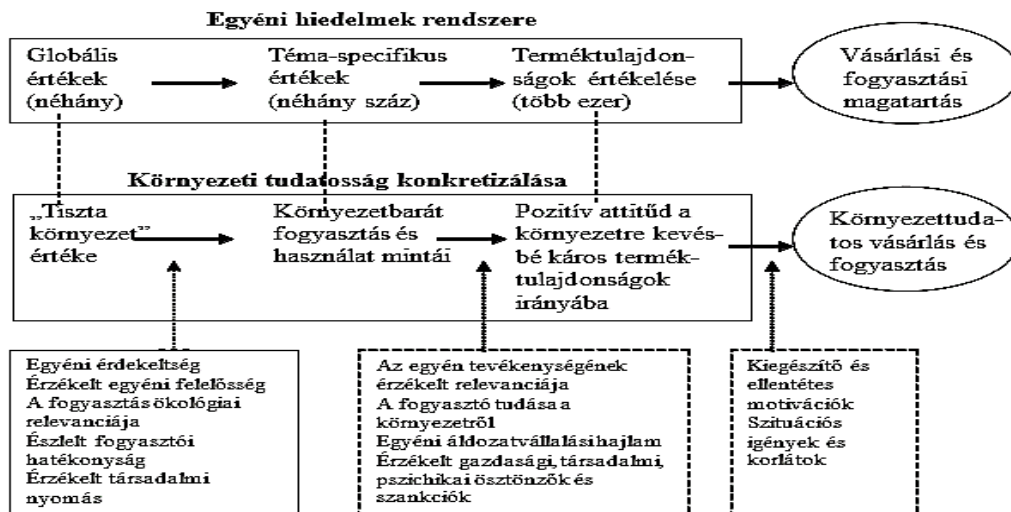 Egyéni hiedelmek rendszere
Globális
értékek
(néhány)
Téma-specifikus
értékek
(néhány száz)
Terméktulajdon-
ságok értékelése
(több ezer)
Vásárlási és
fogyasztási
magatartás
Környezeti tudatosság konkretizálása
„Tiszta
környezet”
értéke
Környezetbarát
fogyasztás és
használat mintái
Pozitív attitűd a
környezetre kevés-
bé káros termék-
tulajdonságok
irányába
Környezettuda-
tos vásárlás és
fogyasztás
Egyéni érdekeltség
Érzékelt egyéni felelősség
A fogyasztás ökológiai
relevanciája
Észlelt fogyasztói
hatékonyság
Érzékelt társadalmi
nyomás
Az egyén tevékenységének
érzékelt relevanciája
A fogyasztó tudása a
környezetről
Egyéni áldozatvállalási hajlam
Érzékelt gazdasági, társadalmi,
pszichikai ösztönzők és
szankciók
Kiegészítő és
ellentétes
motivációk
Szituációs
igények és
korlátok